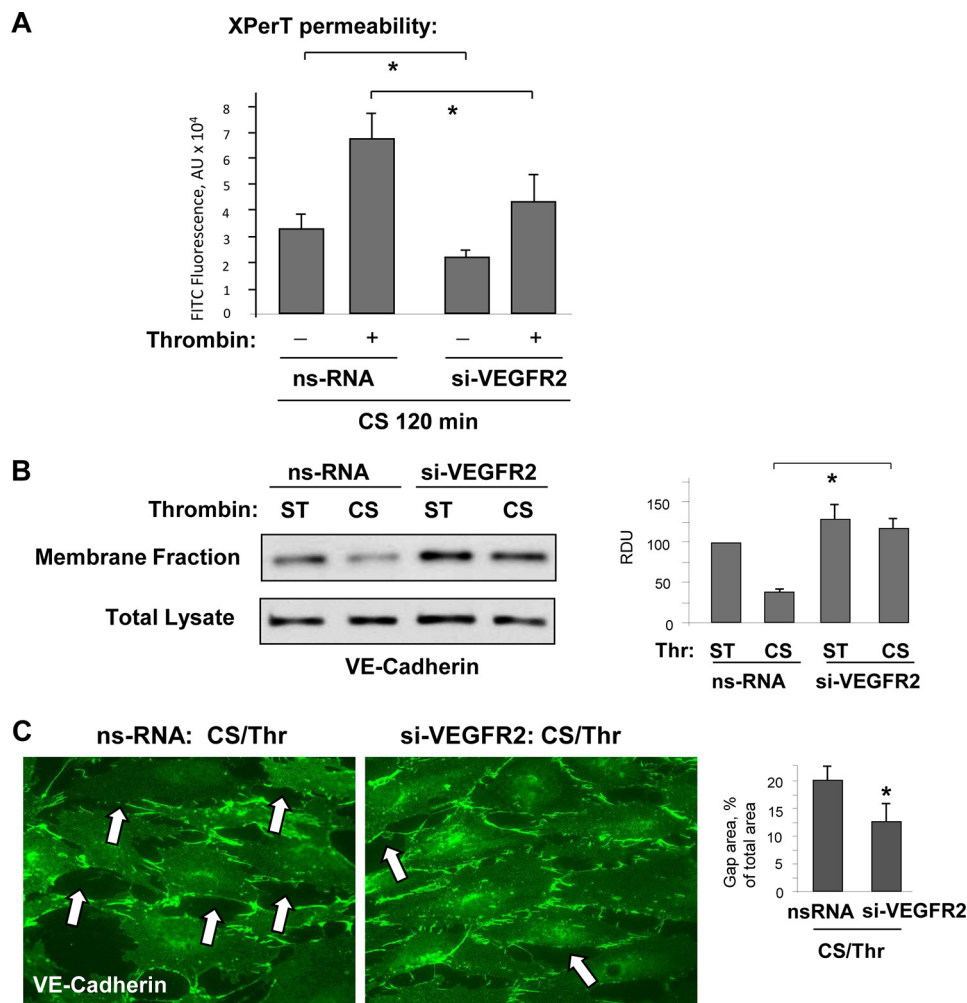 A
XPerT permeability:
*
*
FITC Fluorescence, AU x 10⁴
8
7
6
5
4
3
2
1
0
Thrombin: – + – +
ns-RNA si-VEGFR2
CS 120 min
B
ns-RNA si-VEGFR2
Thrombin: ST CS ST CS
Membrane Fraction
Total Lysate
VE-Cadherin
*
RDU
150
100
50
0
Thr: ST CS ST CS
ns-RNA si-VEGFR2
C
ns-RNA: CS/Thr
si-VEGFR2: CS/Thr
VE-Cadherin
Gap area, %
of total area
20
15
10
5
0
*
nsRNA si-VEGFR2
CS/Thr